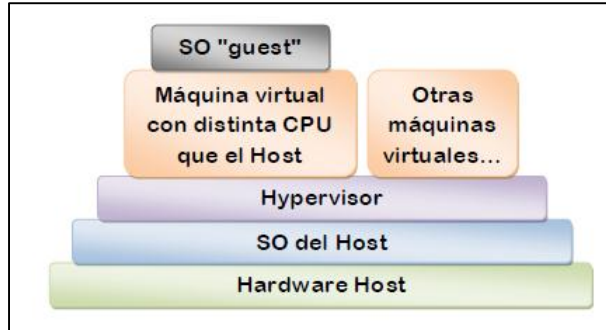 SO "guest"
Máquina virtual
con distinta CPU
que el Host
Otras
máquinas
virtuales...
Hypervisor
SO del Host
Hardware Host